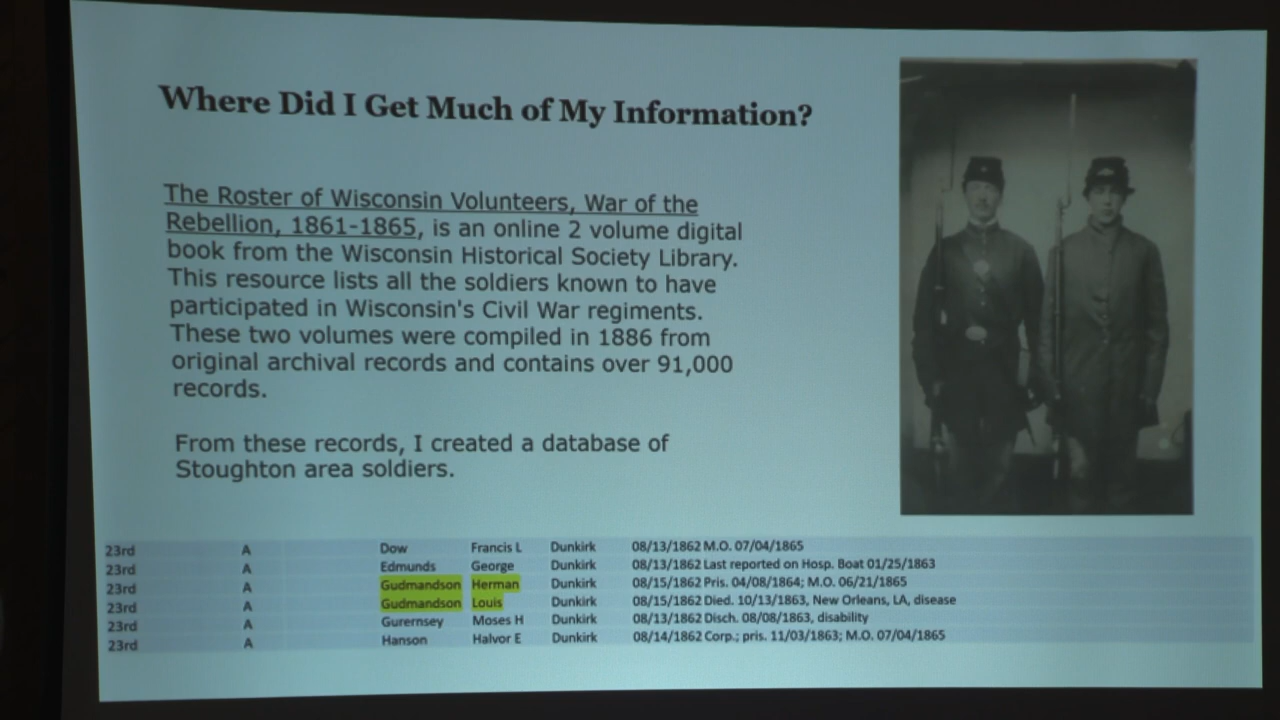 Where Did I Get Much of My Information?
The Roster of Wisconsin Volunteers, War of the
Rebellion, 1861-1865, is an online 2 volume digital
book from the Wisconsin Historical Society Library.
This resource lists all the soldiers known to have
participated in Wisconsin's Civil War regiments.
These two volumes were compiled in 1886 from
original archival records and contains over 91,000
records.
From these records, I created a database of
Stoughton area soldiers.
23rd A Dow Francis L Dunkirk 08/13/1862 M.O. 07/04/1865
23rd A Edmunds George Dunkirk 08/13/1862 Last reported on Hosp. Boat 01/25/1863
23rd A Gudmandson Herman Dunkirk 08/15/1862 Pris. 04/08/1864; M.O. 06/21/1865
23rd A Gudmandson Louis Dunkirk 08/15/1862 Died. 10/13/1863, New Orleans, LA, disease
23rd A Gurernsey Moses H Dunkirk 08/13/1862 Disch. 08/08/1863, disability
23rd A Hanson Halvor E Dunkirk 08/14/1862 Corp.; pris. 11/03/1863; M.O. 07/04/1865